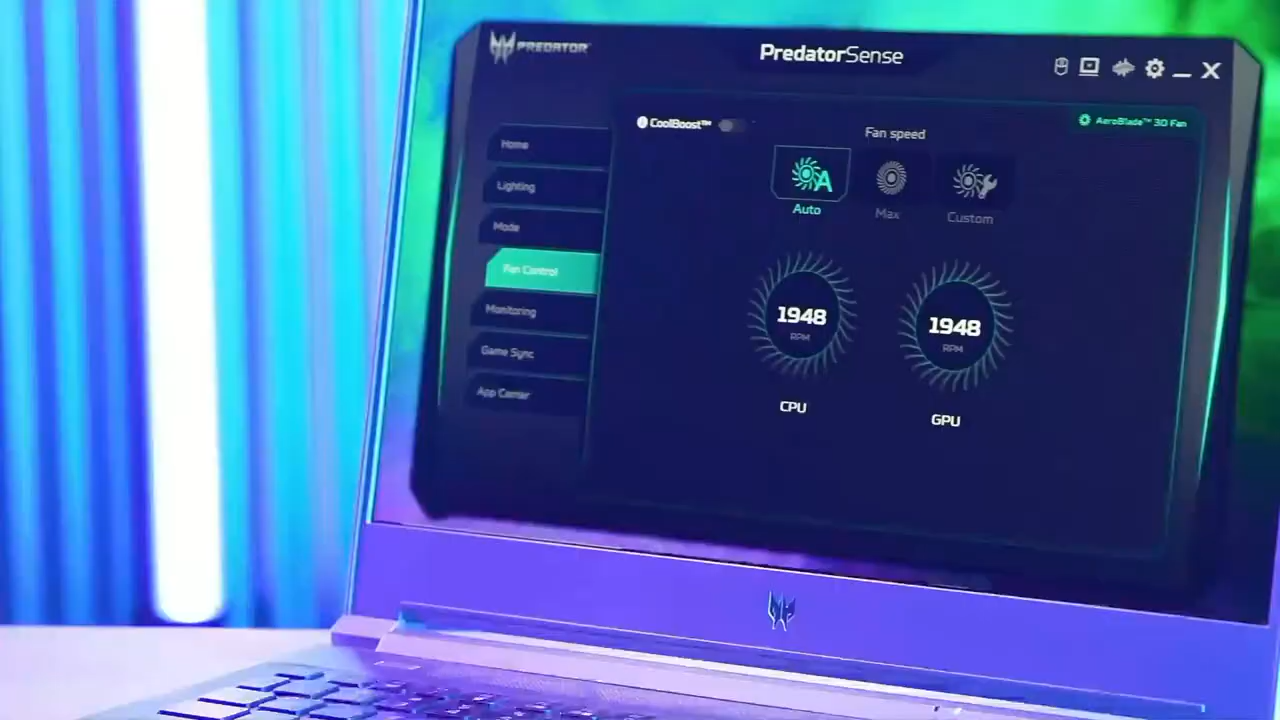 PREDATOR
PredatorSense
CoolBoost™
Fan speed
AeroBlade™ 3D Fan
Home
Lighting
Mode
Fan Control
Monitoring
Game Sync
App Center
A
Auto
Max
Custom
1948
RPM
CPU
1948
RPM
GPU